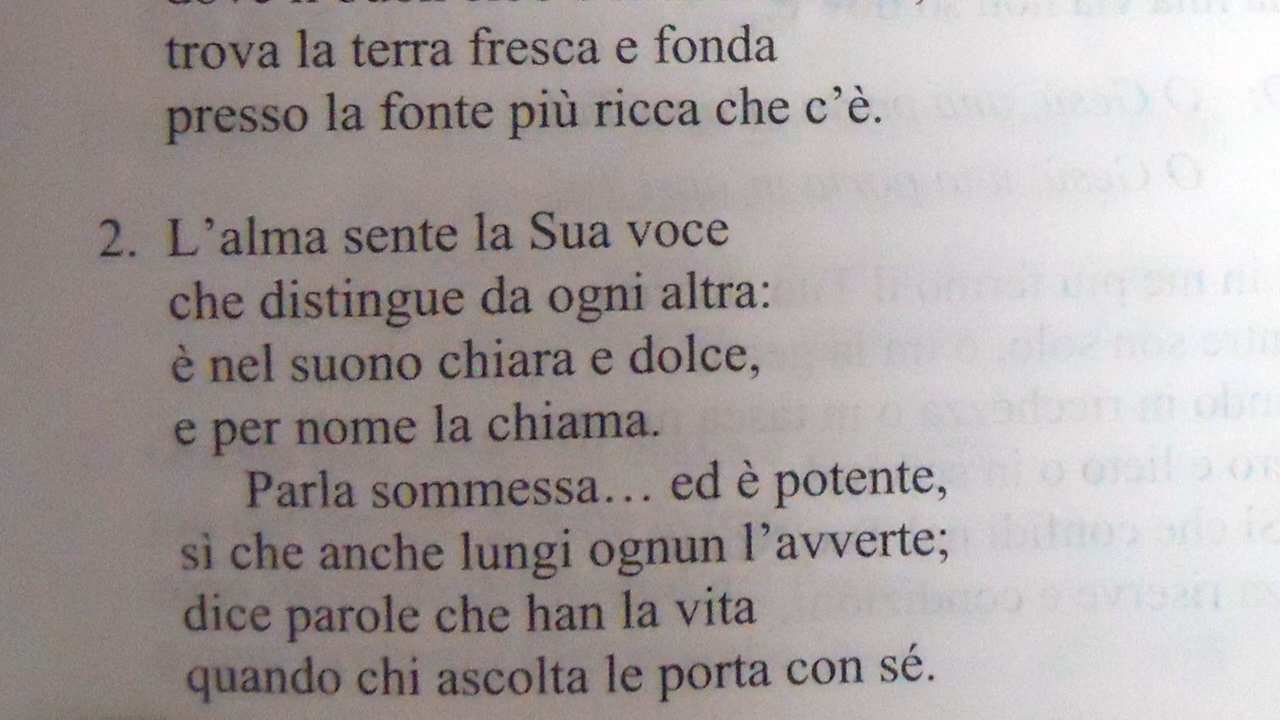 trova la terra fresca e fonda
presso la fonte più ricca che c'è.
2. L'alma sente la Sua voce
che distingue da ogni altra:
è nel suono chiara e dolce,
e per nome la chiama.
Parla sommessa... ed è potente,
sì che anche lungi ognun l'avverte;
dice parole che han la vita
quando chi ascolta le porta con sé.